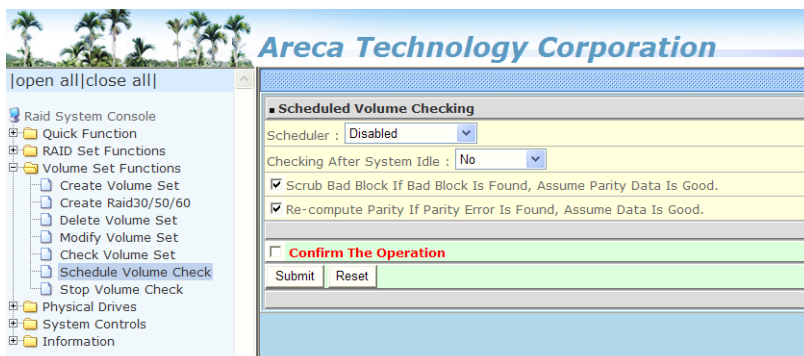 Areca Technology Corporation
|open all|close all|
Raid System Console
Quick Function
RAID Set Functions
Volume Set Functions
Create Volume Set
Create Raid30/50/60
Delete Volume Set
Modify Volume Set
Check Volume Set
Schedule Volume Check
Stop Volume Check
Physical Drives
System Controls
Information
Scheduled Volume Checking
Scheduler : Disabled
Checking After System Idle : No
Scrub Bad Block If Bad Block Is Found, Assume Parity Data Is Good.
Re-compute Parity If Parity Error Is Found, Assume Data Is Good.
Confirm The Operation
Submit Reset